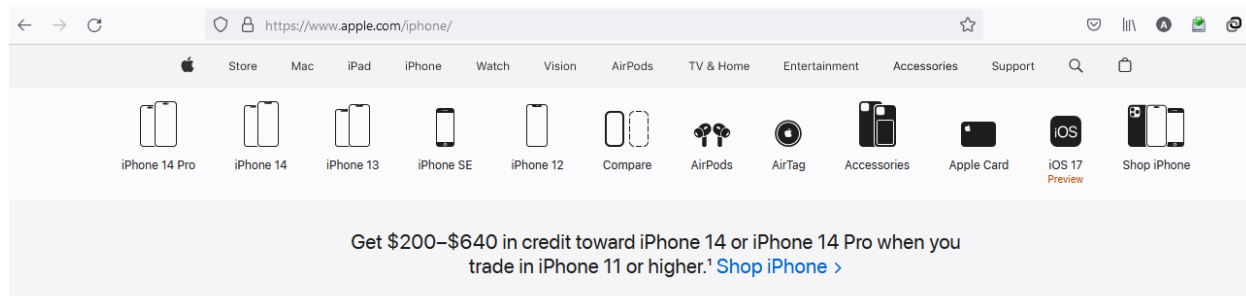 https://www.apple.com/iphone/
A
Store Mac iPad iPhone Watch Vision AirPods TV & Home Entertainment Accessories Support
iOS
iPhone 14 Pro iPhone 14 iPhone 13 iPhone SE iPhone 12 Compare AirPods AirTag Accessories Apple Card iOS 17 Shop iPhone
Preview
Get $200–$640 in credit toward iPhone 14 or iPhone 14 Pro when you
trade in iPhone 11 or higher.¹ Shop iPhone >